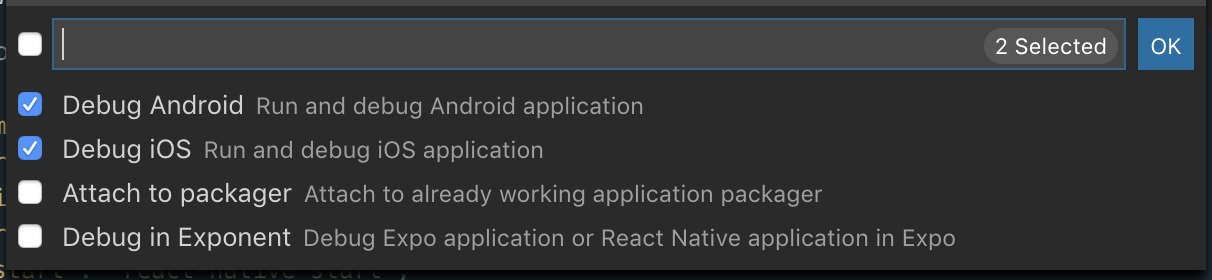 2 Selected OK
Debug Android Run and debug Android application
Debug iOS Run and debug iOS application
Attach to packager Attach to already working application packager
Debug in Exponent Debug Expo application or React Native application in Expo